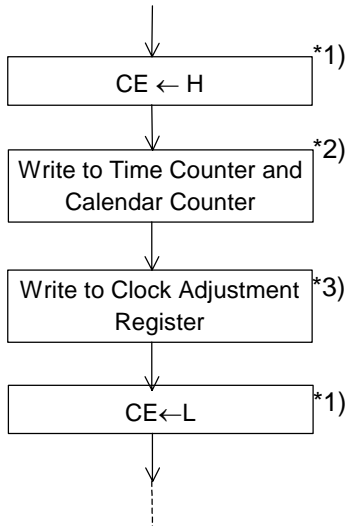 *1)
CE ← H
*2)
Write to Time Counter and
Calendar Counter
*3)
Write to Clock Adjustment
Register
*1)
CE←L